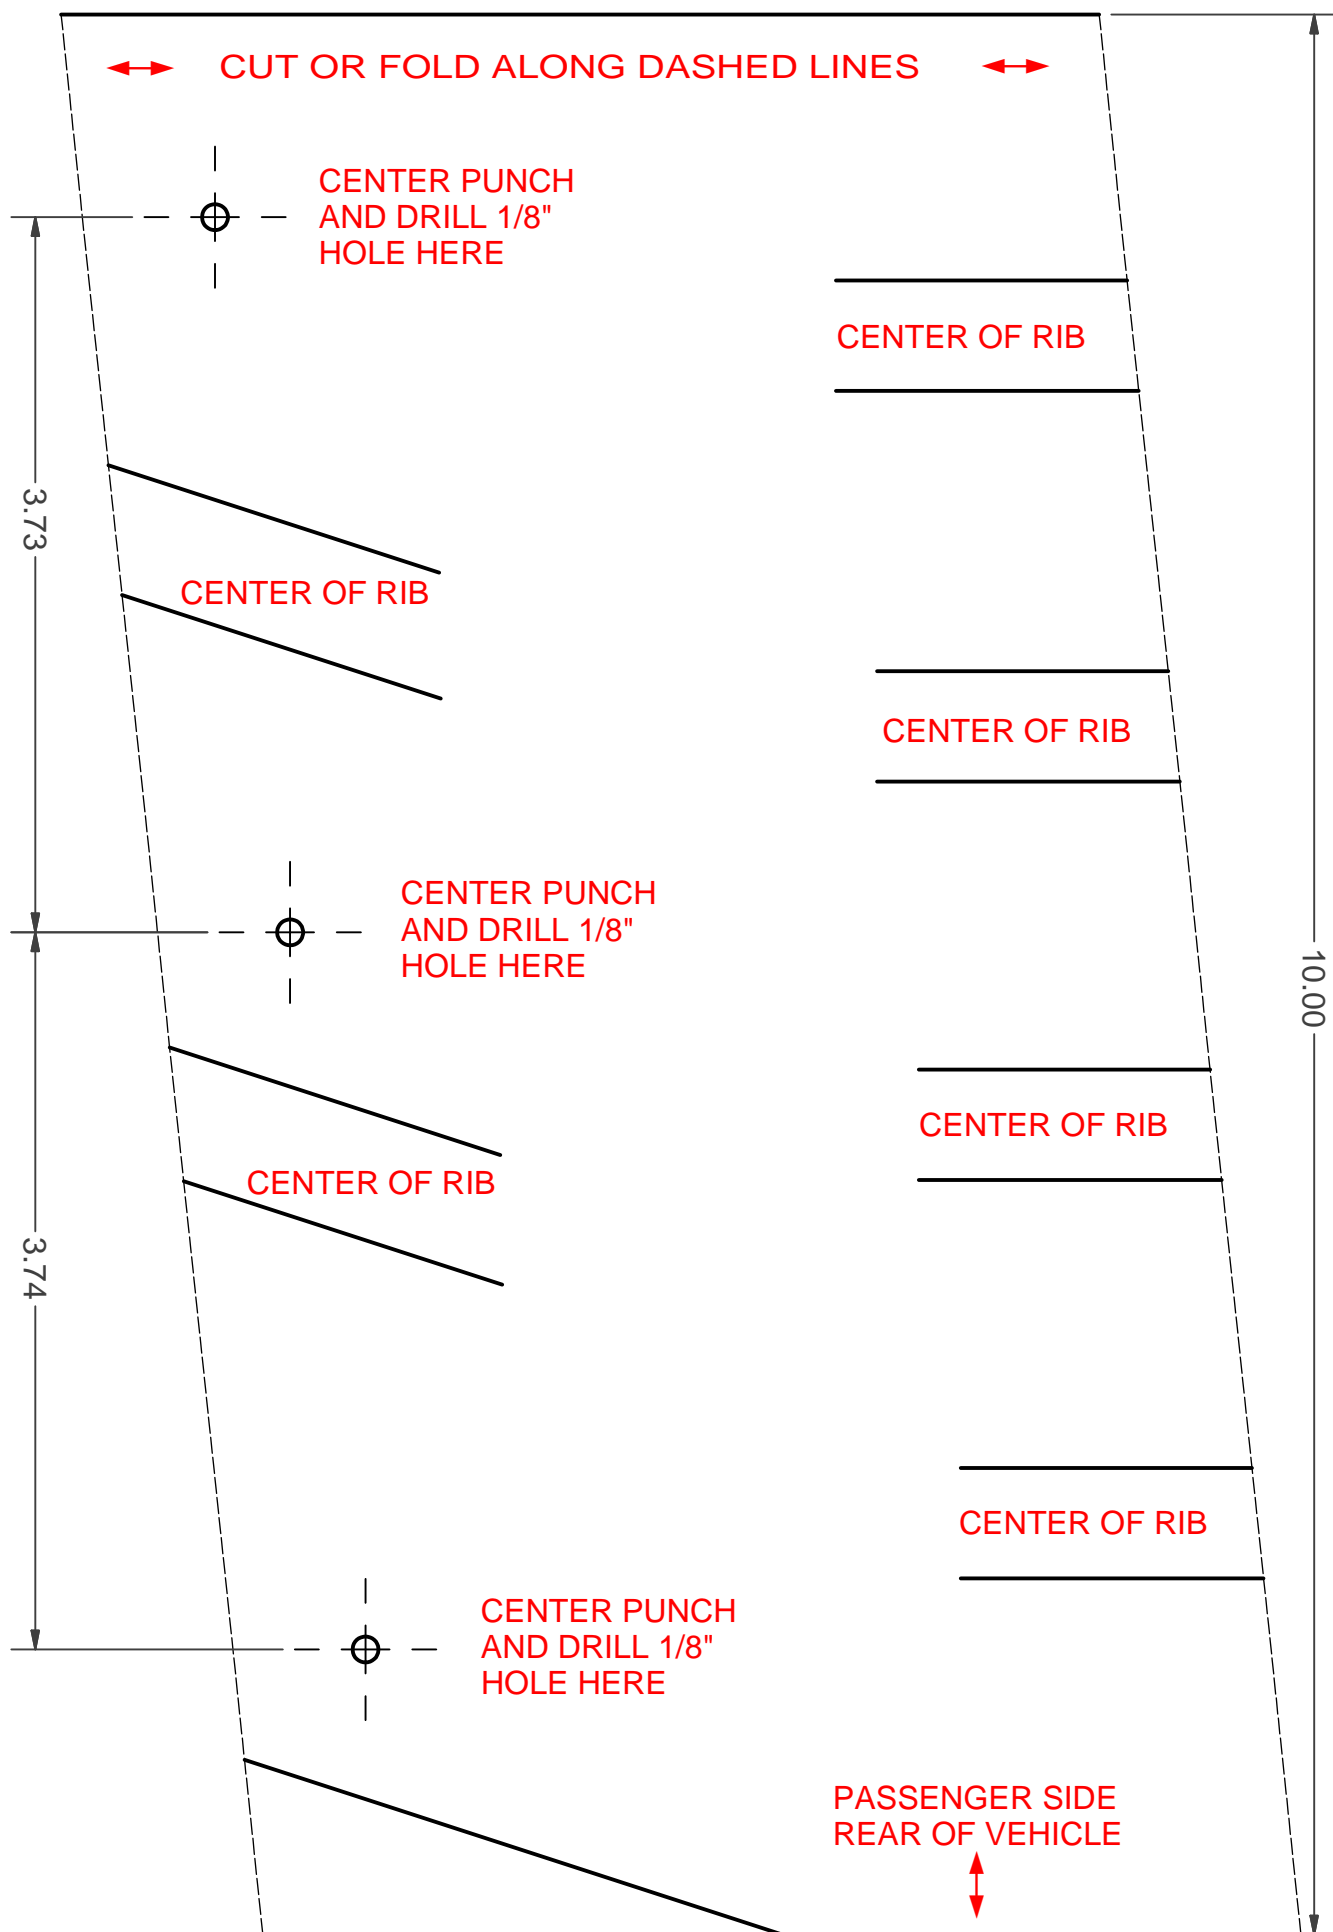 CUT OR FOLD ALONG DASHED LINES
CENTER PUNCH
AND DRILL 1/8"
HOLE HERE
CENTER OF RIB
3.73
CENTER OF RIB
CENTER OF RIB
CENTER PUNCH
AND DRILL 1/8"
HOLE HERE
10.00
CENTER OF RIB
CENTER OF RIB
3.74
CENTER OF RIB
CENTER PUNCH
AND DRILL 1/8"
HOLE HERE
PASSENGER SIDE
REAR OF VEHICLE